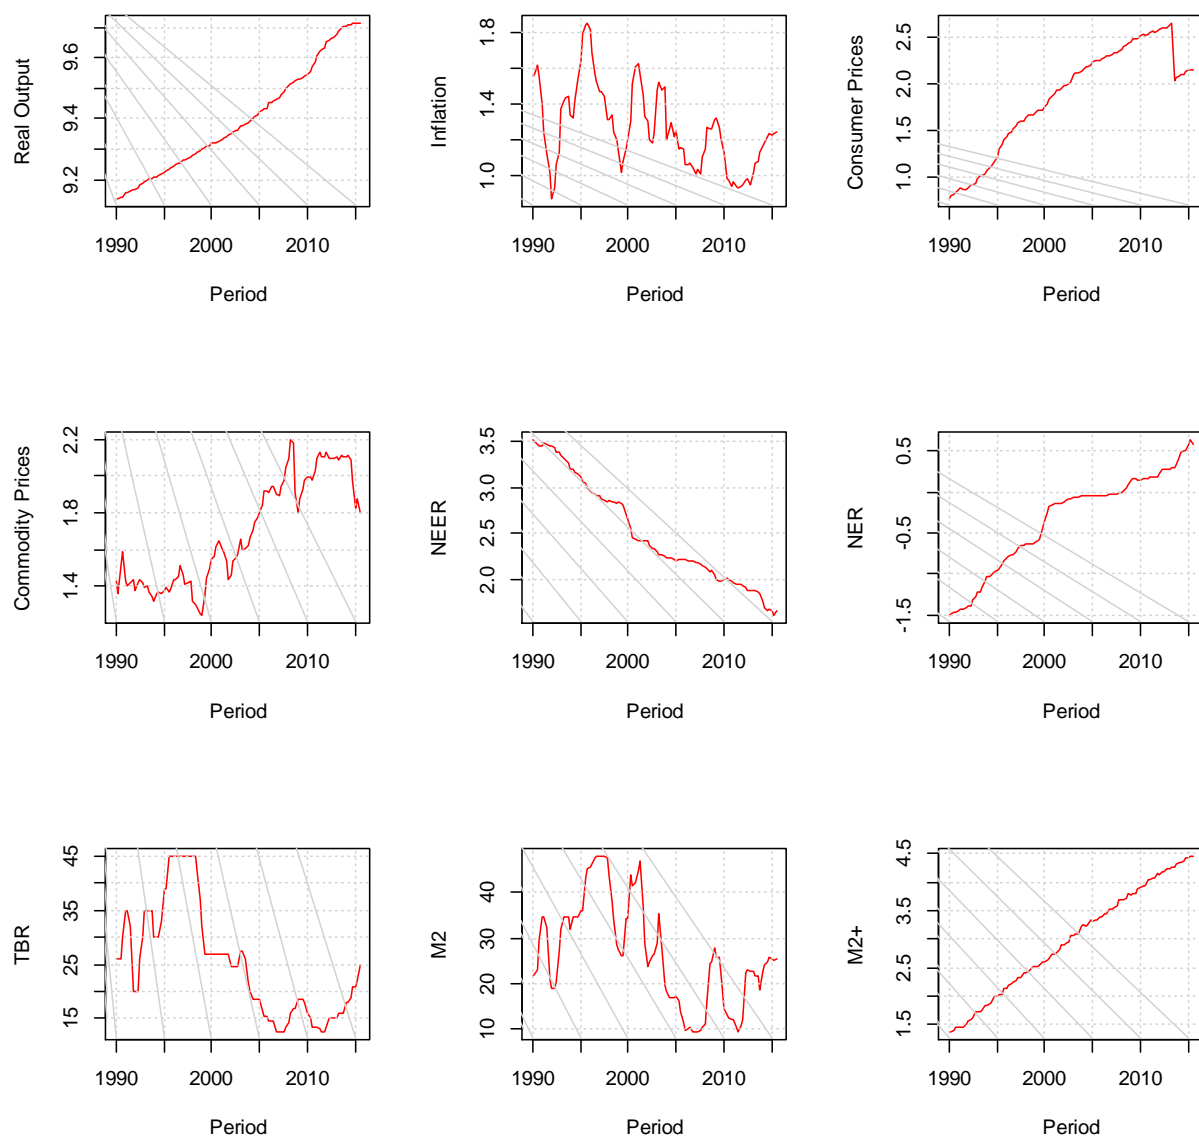 Real Output
9.2 9.4 9.6
1990 2000 2010
Period
Inflation
1.0 1.4 1.8
1990 2000 2010
Period
Consumer Prices
1.0 1.5 2.0 2.5
1990 2000 2010
Period
Commodity Prices
1.4 1.8 2.2
1990 2000 2010
Period
NEER
2.0 2.5 3.0 3.5
1990 2000 2010
Period
NER
-1.5 -0.5 0.5
1990 2000 2010
Period
TBR
15 25 35 45
1990 2000 2010
Period
M2
10 20 30 40
1990 2000 2010
Period
M2+
1.5 2.5 3.5 4.5
1990 2000 2010
Period